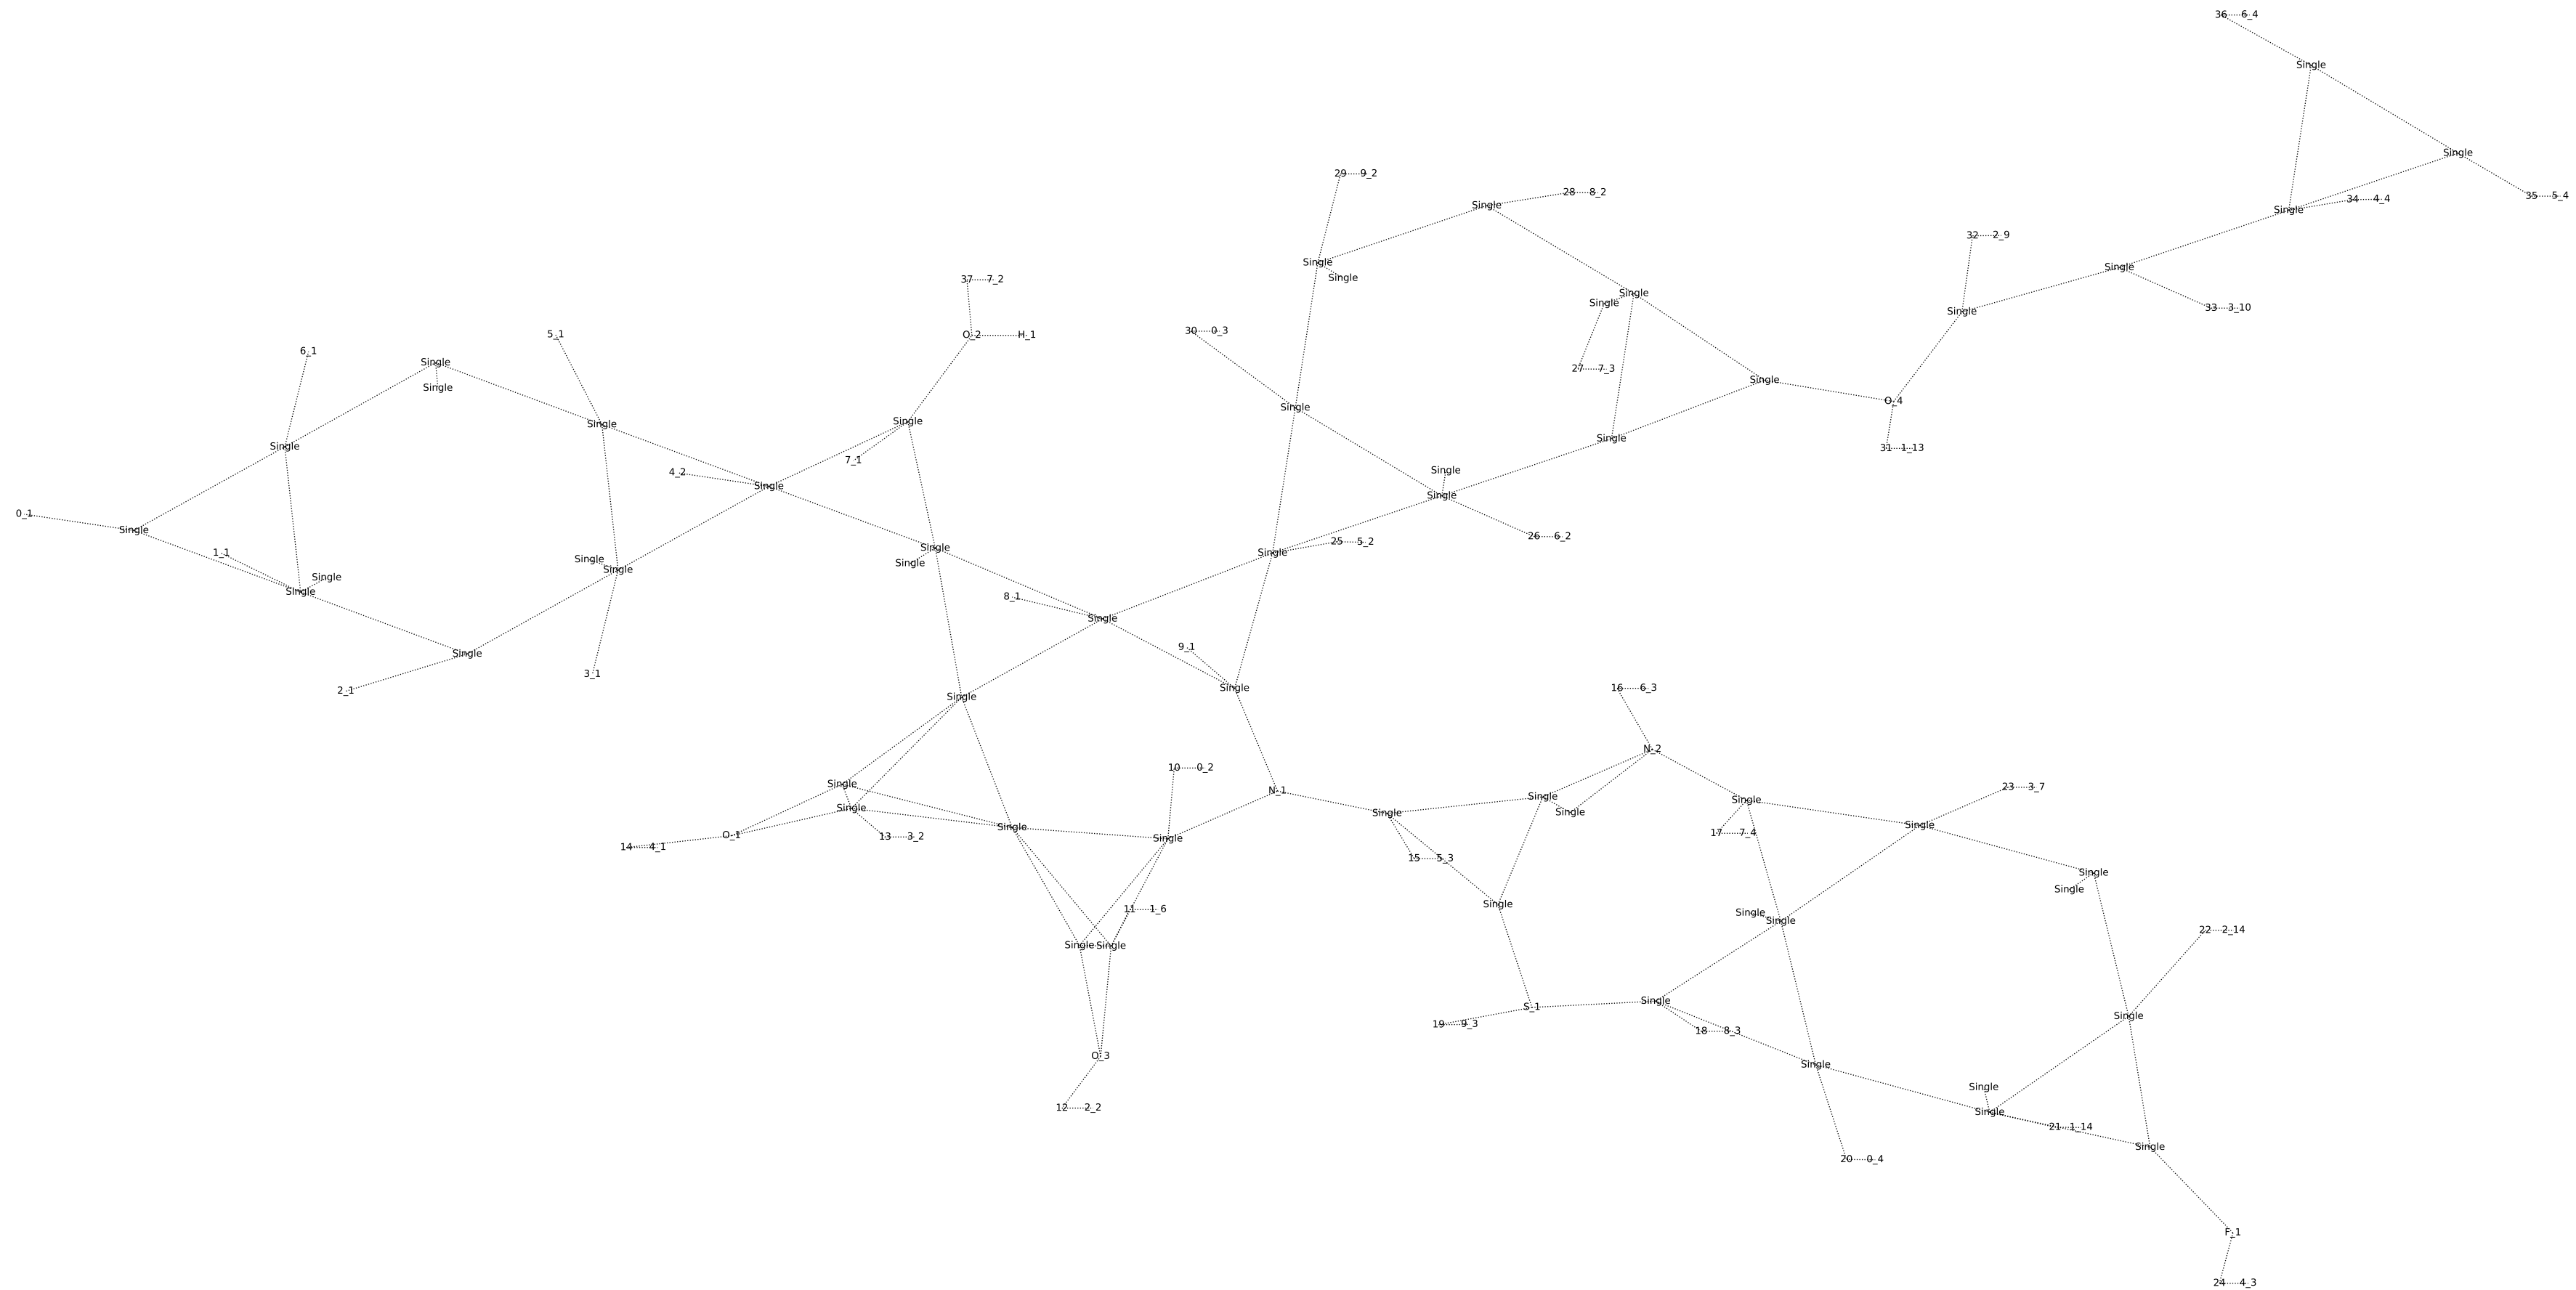 36 6_4
Single
Single
29 9_2
28 8_2
35 5_4
34 4_4
Single
Single
32 2_9
Single
Single
Single
37 7_2
Single
Single
33 3_10
Single
30 0_3
5_1
O_2 H_1
6_1
Single
27 7_3
Single
Single
O_4
Single
Single
Single
Single
Single
31 1_13
7_1
Single
4_2
Single
Single
0_1
Single
26 6_2
25 5_2
Single
1_1
Single
Single
Single
Single
Single
Single
8_1
Single
9_1
Single
3_1
Single
16 6_3
2_1
Single
N_2
10 0_2
Single
23 3_7
N_1
Single
Single
Single
Single
Single
Single
Single
17 7_4
O_1
13 3_2
Single
14 4_1
15 5_3
Single
Single
Single
11 1_6
Single
Single
22 2_14
Single
Single
Single
S_1
Single
19 9_3
18 8_3
O_3
Single
Single
12 2_2
Single
21 1_14
Single
20 0_4
F_1
24 4_3